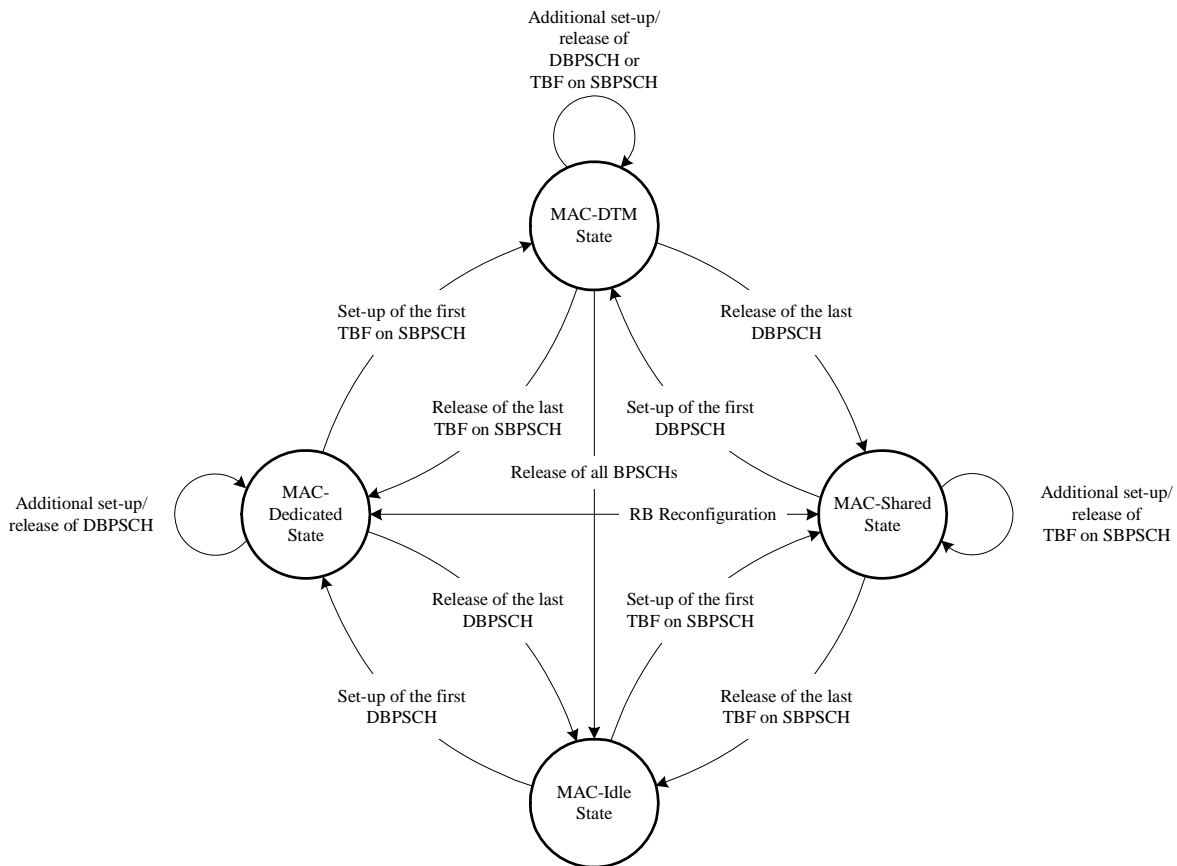 Additional set-up/
release of
DBPSCH or
TBF on SBPSCH
MAC-DTM
State
Set-up of the first
TBF on SBPSCH
Release of the last
DBPSCH
Release of the last
TBF on SBPSCH
Set-up of the first
DBPSCH
Release of all BPSCHs
Additional set-up/
release of DBPSCH
MAC-
Dedicated
State
RB Reconfiguration
MAC-Shared
State
Additional set-up/
release of
TBF on SBPSCH
Release of the last
DBPSCH
Set-up of the first
TBF on SBPSCH
Set-up of the first
DBPSCH
Release of the last
TBF on SBPSCH
MAC-Idle
State